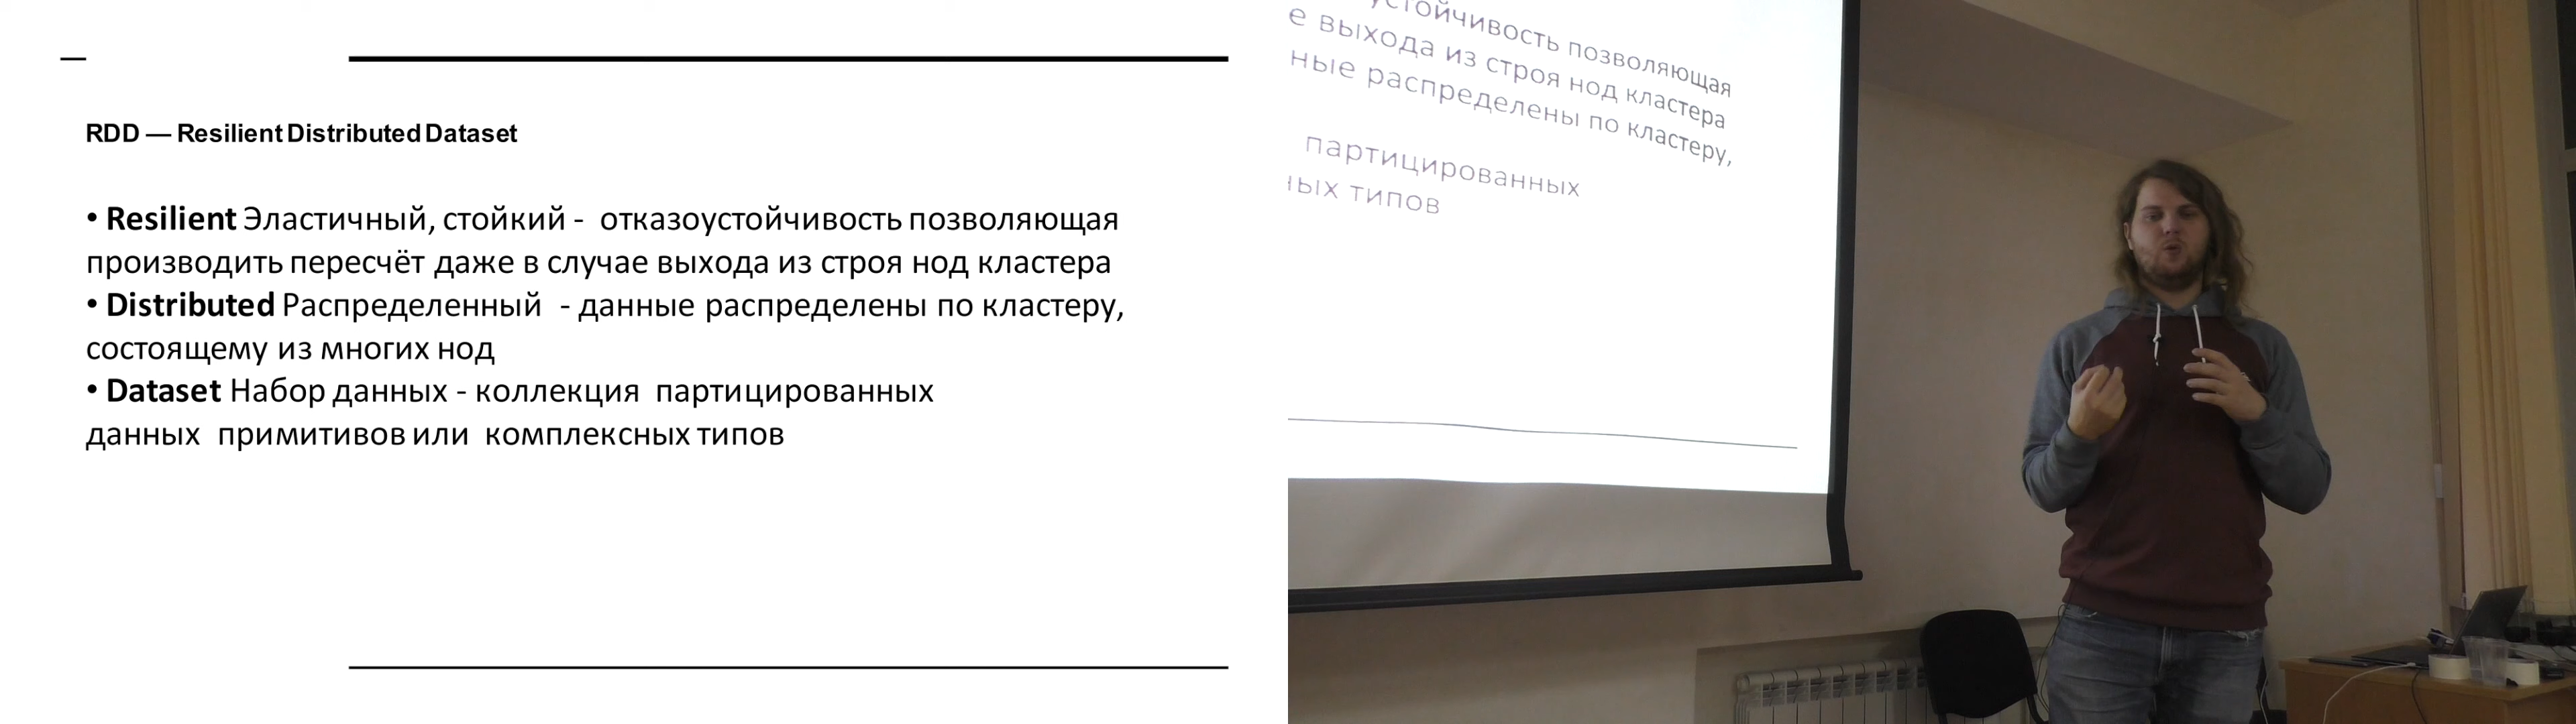 RDD — Resilient Distributed Dataset
• Resilient Эластичный, стойкий - отказоустойчивость позволяющая
производить пересчёт даже в случае выхода из строя нод кластера
• Distributed Распределенный - данные распределены по кластеру,
состоящему из многих нод
• Dataset Набор данных - коллекция партицированных
данных примитивов или комплексных типов
устойчивость позволяющая
е выхода из строя нод кластера
ные распределены по кластеру,
партицированных
ных типов